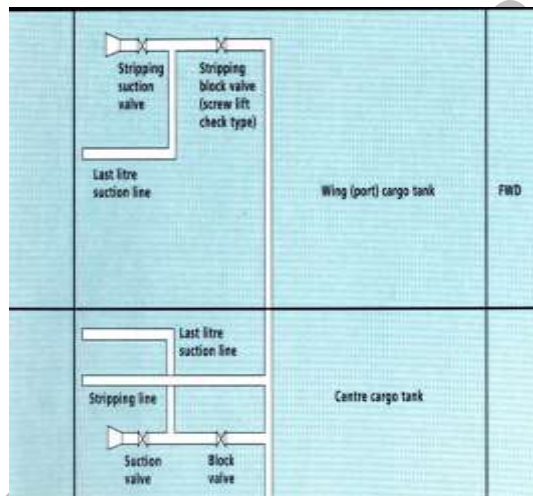 Stripping
suction
valve
Stripping
block valve
(screw lift
check type)
Last litre
suction line
Wing (port) cargo tank
FWD
Last litre
suction line
Stripping line
Centre cargo tank
Suction
valve
Block
valve